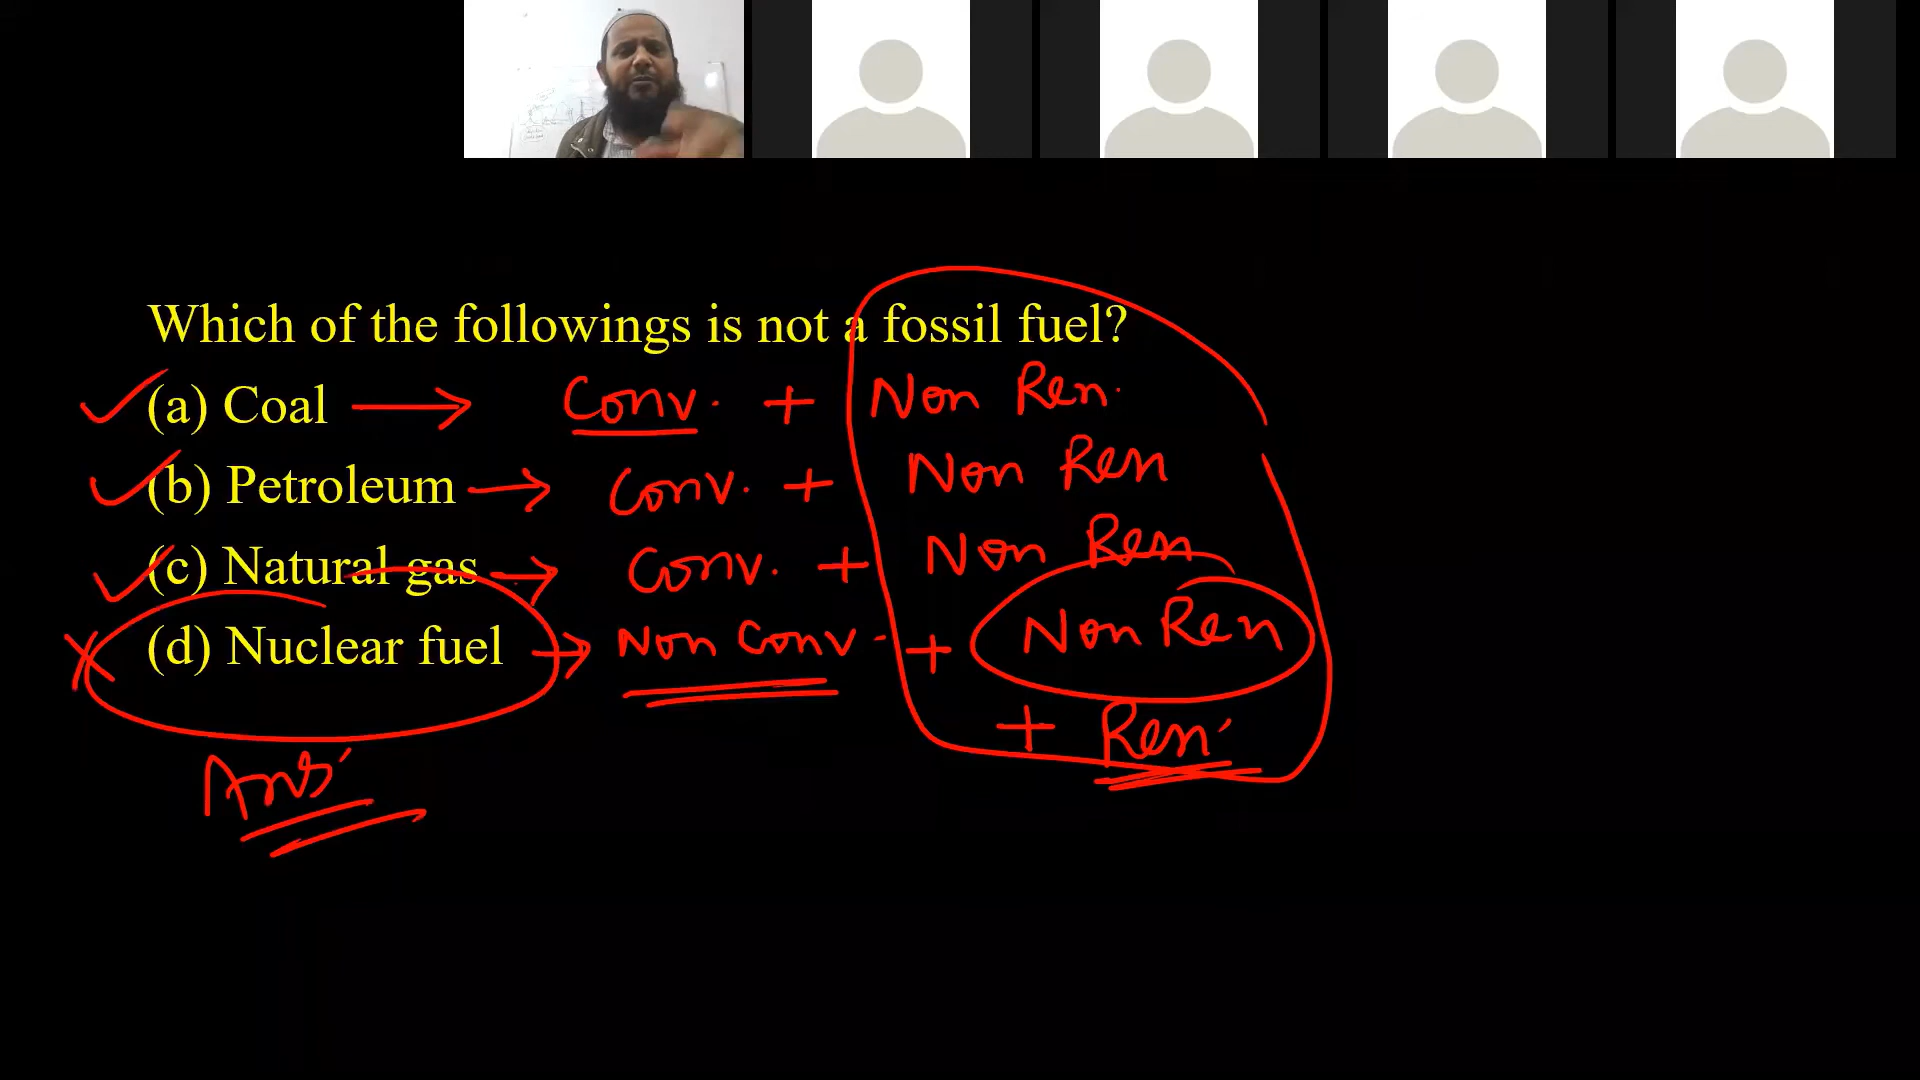 Which of the followings is not a fossil fuel?
(a) Coal → Conv. + Non Ren.
(b) Petroleum → Conv. + Non Ren
(c) Natural gas → Conv. + Non Ren
(d) Nuclear fuel → Non Conv. + Non Ren
+ Ren.
Ans.